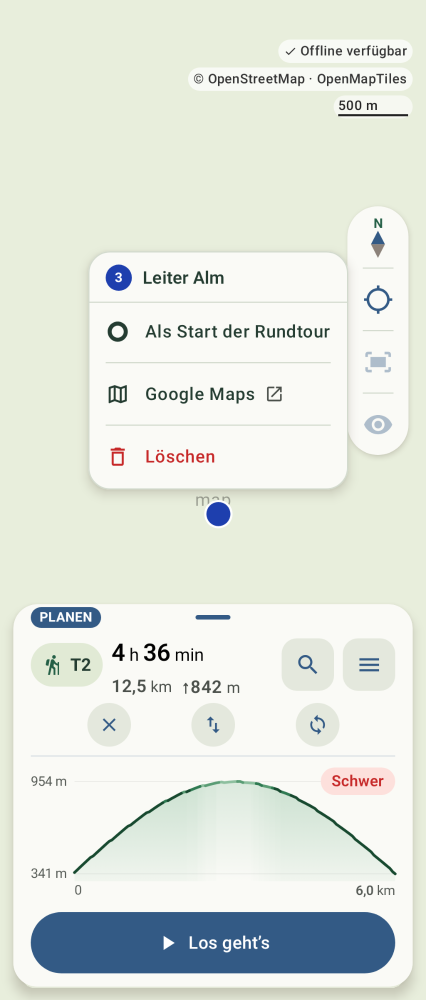 Offline verfügbar
© OpenStreetMap · OpenMapTiles
500 m
N
3 Leiter Alm
Als Start der Rundtour
Google Maps
Löschen
map
PLANEN
T2
4 h 36 min
12,5 km ↑842 m
954 m
Schwer
341 m
0
6,0 km
Los geht's